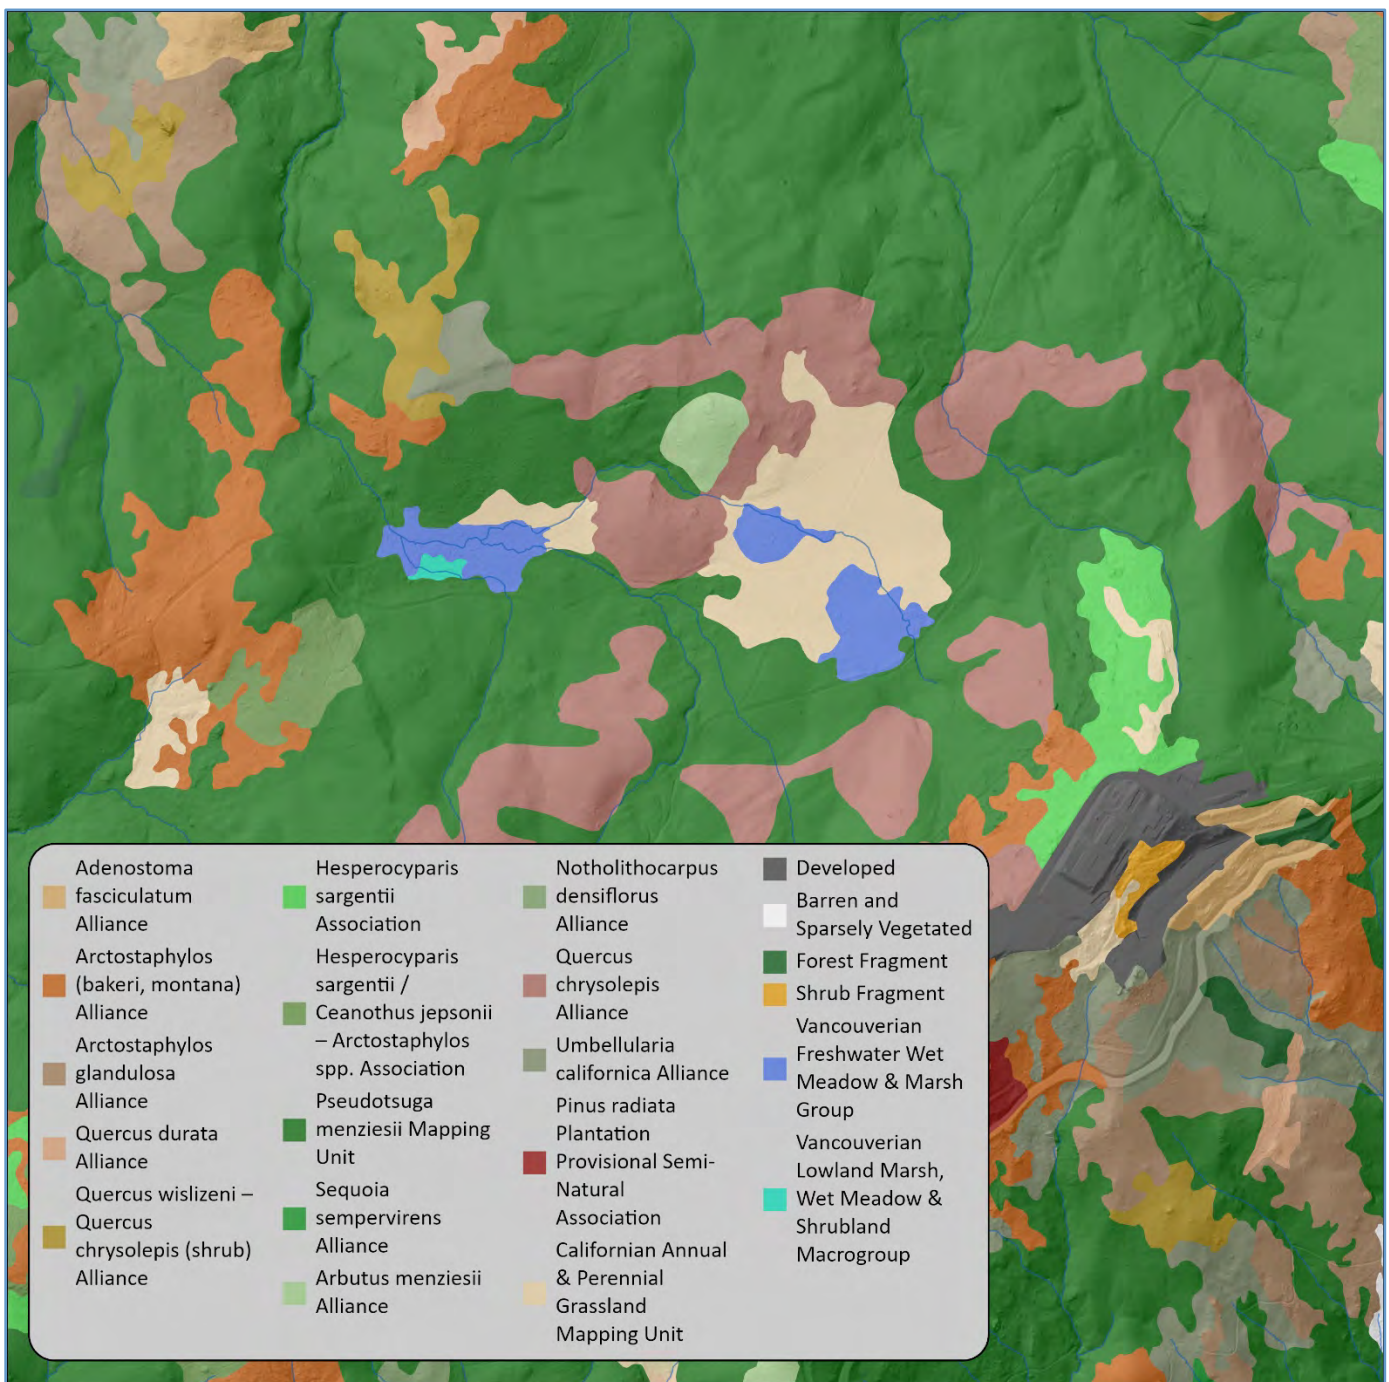 Adenostoma
fasciculatum
Alliance
Arctostaphylos
(bakeri, montana)
Alliance
Arctostaphylos
glandulosa
Alliance
Quercus durata
Alliance
Quercus wislizeni –
Quercus
chrysolepis (shrub)
Alliance
Hesperocyparis
sargentii
Association
Hesperocyparis
sargentii /
Ceanothus jepsonii
– Arctostaphylos
spp. Association
Pseudotsuga
menziesii Mapping
Unit
Sequoia
sempervirens
Alliance
Arbutus menziesii
Alliance
Notholithocarpus
densiflorus
Alliance
Quercus
chrysolepis
Alliance
Umbellularia
californica Alliance
Pinus radiata
Plantation
Provisional Semi-
Natural
Association
Californian Annual
& Perennial
Grassland
Mapping Unit
Developed
Barren and
Sparsely Vegetated
Forest Fragment
Shrub Fragment
Vancouverian
Freshwater Wet
Meadow & Marsh
Group
Vancouverian
Lowland Marsh,
Wet Meadow &
Shrubland
Macrogroup